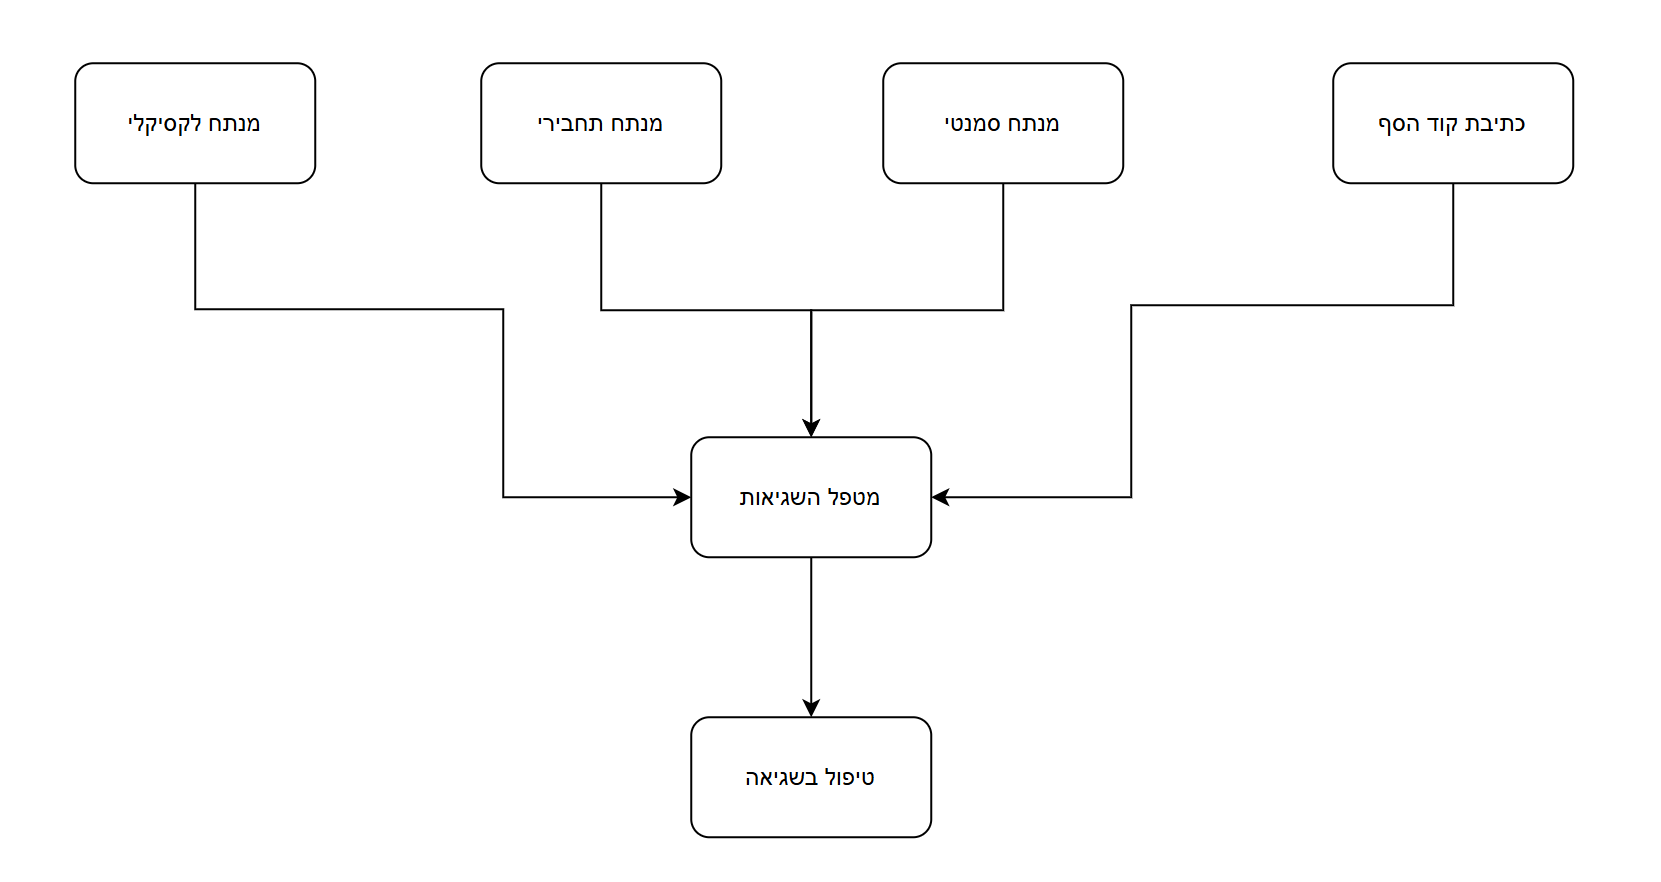 מנתח לקסיקלי
מנתח תחבירי
מנתח סמנטי
כתיבת קוד הסף
מטפל השגיאות
טיפול בשגיאה